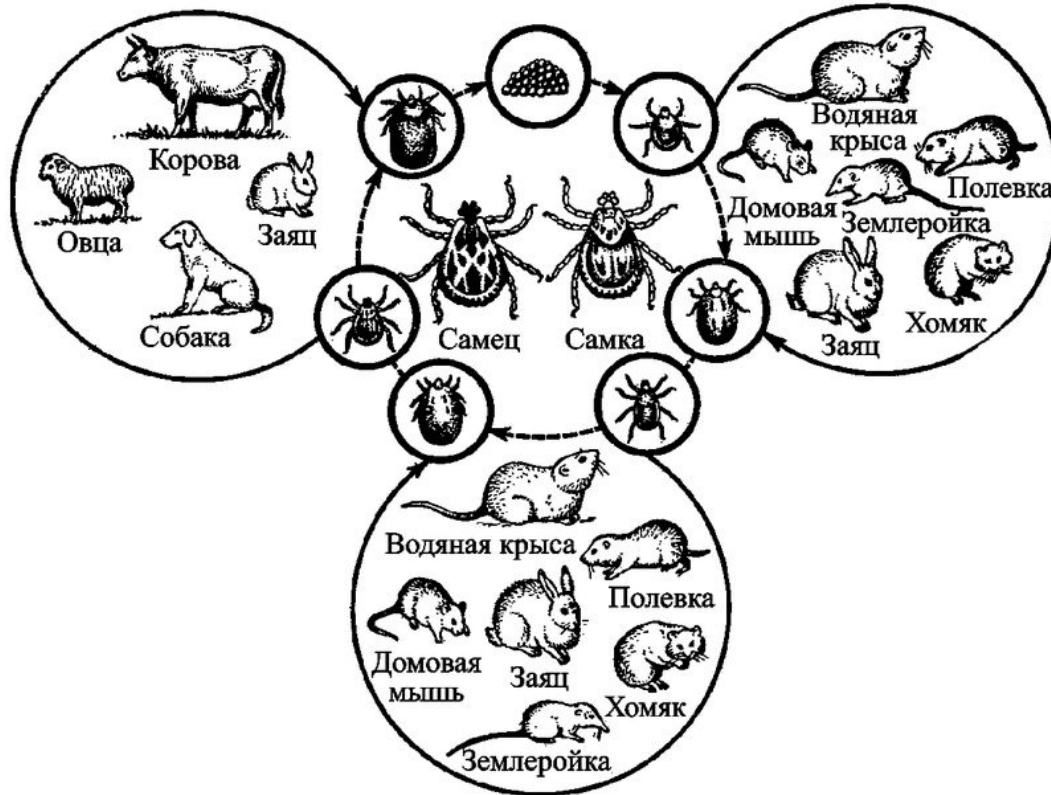 Корова
Овца
Заяц
Собака
Самец
Самка
Водяная
крыса
Полевка
Домовая
мышь
Землеройка
Заяц
Хомяк
Водяная крыса
Полевка
Домовая
мышь
Заяц
Хомяк
Землеройка